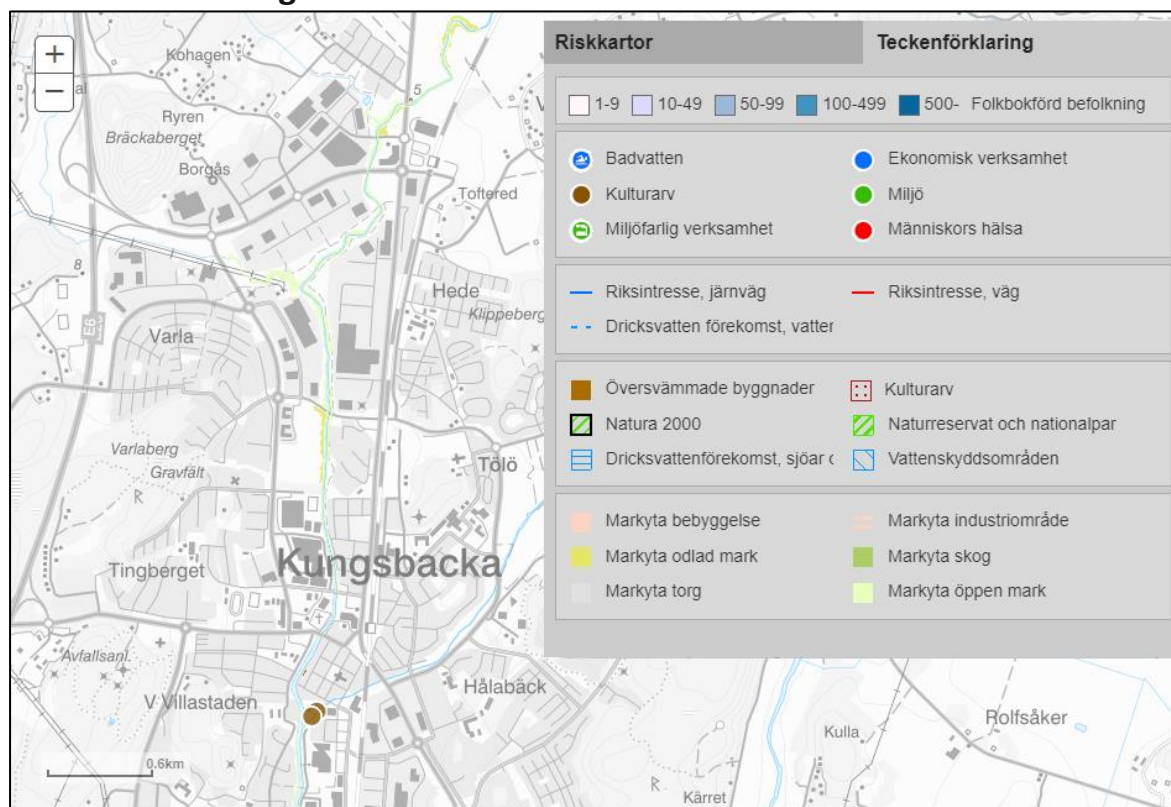 +
−
Kohagen
5
Ryren
Bräckaberget
Borgås
Toftered
8
Hede
Klippeberg
E6
Varla
Varlaberg
Gravfält
R
Tölö
Kungsbacka
Tingberget
Avfallsanl.
V Villastaden
Hålabäck
Rolfsåker
Kulla
R
Kärret
0.6km
Riskkartor
Teckenförklaring
1-9 10-49 50-99 100-499 500- Folkbokförd befolkning
Badvatten
Ekonomisk verksamhet
Kulturarv
Miljö
Miljöfarlig verksamhet
Människors hälsa
Riksintresse, järnväg
Riksintresse, väg
Dricksvatten förekomst, vatter
Översvämmade byggnader
Kulturarv
Natura 2000
Naturreservat och nationalpar
Dricksvattenförekomst, sjöar
Vattenskyddsområden
Markyta bebyggelse
Markyta industriområde
Markyta odlad mark
Markyta skog
Markyta torg
Markyta öppen mark